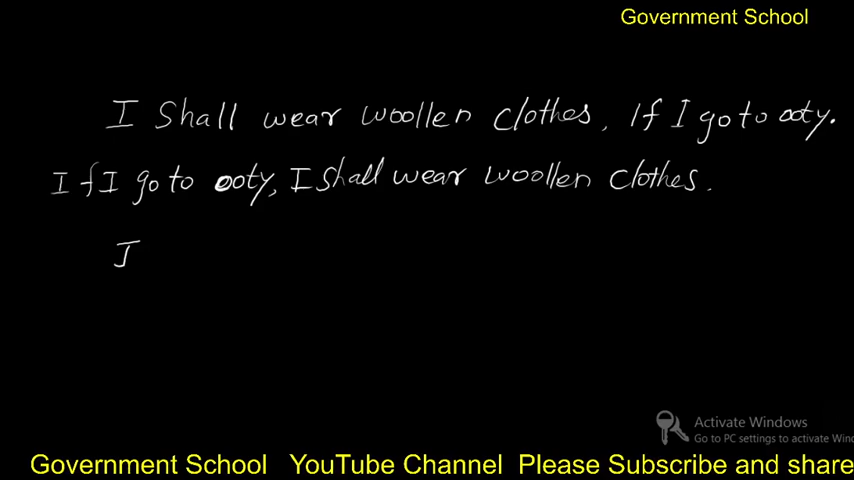 Government School
I Shall wear woollen clothes, If I go to ooty.
If I go to ooty, I shall wear woollen clothes.
I
Activate Windows
Go to PC settings to activate Win
Government School YouTube Channel Please Subscribe and share